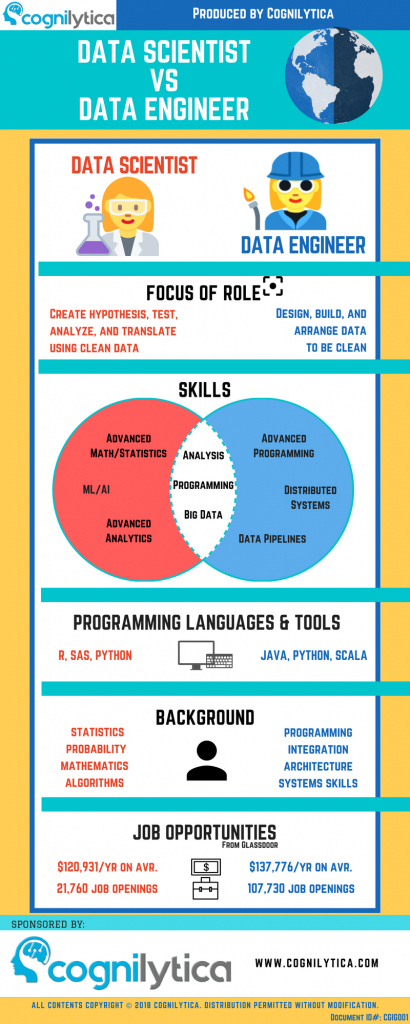 cognilytica
Produced by Cognilytica
DATA SCIENTIST
VS
DATA ENGINEER
DATA SCIENTIST
DATA ENGINEER
FOCUS OF ROLE
CREATE HYPOTHESIS, TEST,
ANALYZE, AND TRANSLATE
USING CLEAN DATA
DESIGN, BUILD, AND
ARRANGE DATA
TO BE CLEAN
SKILLS
ADVANCED
MATH/STATISTICS
ML/AI
ADVANCED
ANALYTICS
ANALYSIS
PROGRAMMING
BIG DATA
ADVANCED
PROGRAMMING
DISTRIBUTED
SYSTEMS
DATA PIPELINES
PROGRAMMING LANGUAGES & TOOLS
R, SAS, PYTHON
JAVA, PYTHON, SCALA
BACKGROUND
STATISTICS
PROBABILITY
MATHEMATICS
ALGORITHMS
PROGRAMMING
INTEGRATION
ARCHITECTURE
SYSTEMS SKILLS
JOB OPPORTUNITIES
FROM GLASSDOOR
$120,931/YR ON AVR.
21,760 JOB OPENINGS
$
$137,776/YR ON AVR.
107,730 JOB OPENINGS
SPONSORED BY:
cognilytica
WWW.COGNILYTICA.COM
ALL CONTENTS COPYRIGHT © 2018 COGNILYTICA. DISTRIBUTION PERMITTED WITHOUT MODIFICATION.
DOCUMENT ID#: CGIG001